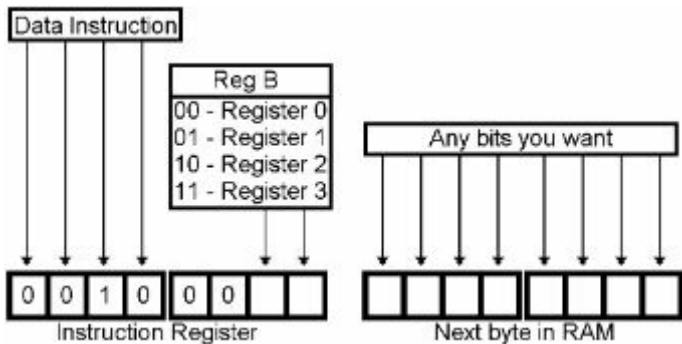 Data Instruction
Reg B
00 - Register 0
01 - Register 1
10 - Register 2
11 - Register 3
Any bits you want
0 0 1 0 0 0
Instruction Register
Next byte in RAM